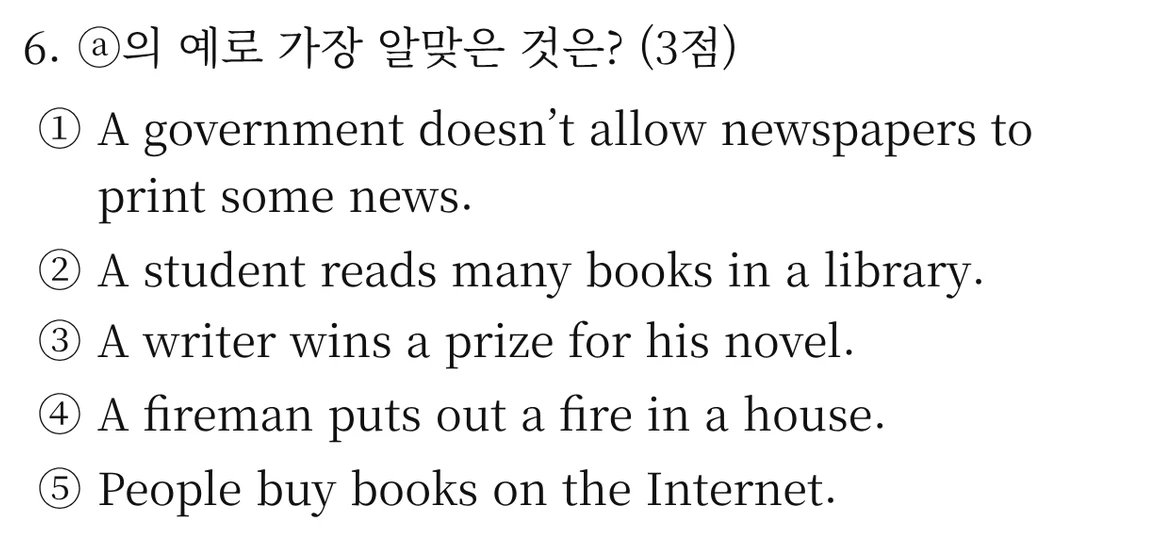 6. ⓐ의 예로 가장 알맞은 것은? (3점)
① A government doesn’t allow newspapers to
print some news.
② A student reads many books in a library.
③ A writer wins a prize for his novel.
④ A fireman puts out a fire in a house.
⑤ People buy books on the Internet.